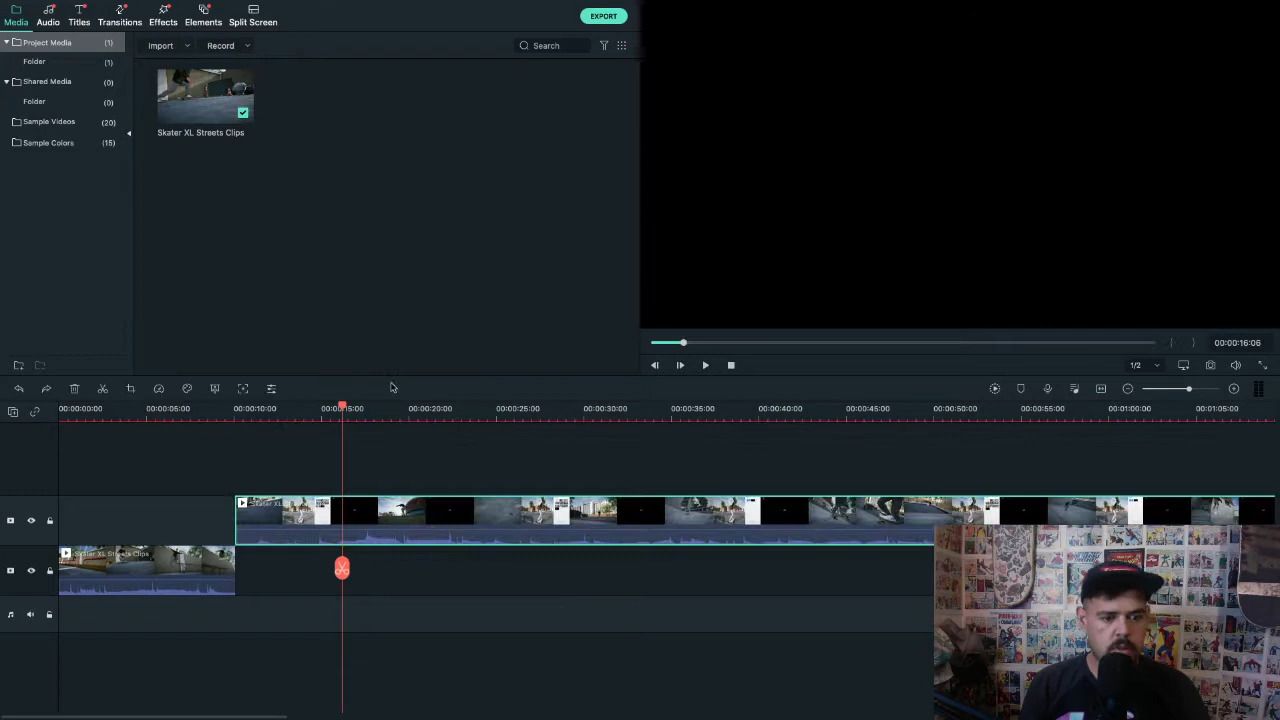 Media Audio Titles Transitions Effects Elements Split Screen
EXPORT
Project Media (1)
Folder (1)
Shared Media (0)
Folder (0)
Sample Videos (20)
Sample Colors (15)
Import
Record
Search
Skater XL Streets Clips
00:00:16:06
1/2
00:00:00:00 00:00:05:00 00:00:10:00 00:00:15:00 00:00:20:00 00:00:25:00 00:00:30:00 00:00:35:00 00:00:40:00 00:00:45:00 00:00:50:00 00:00:55:00 00:01:00:00 00:01:05:00
Skater XL
Skater XL Streets Clips